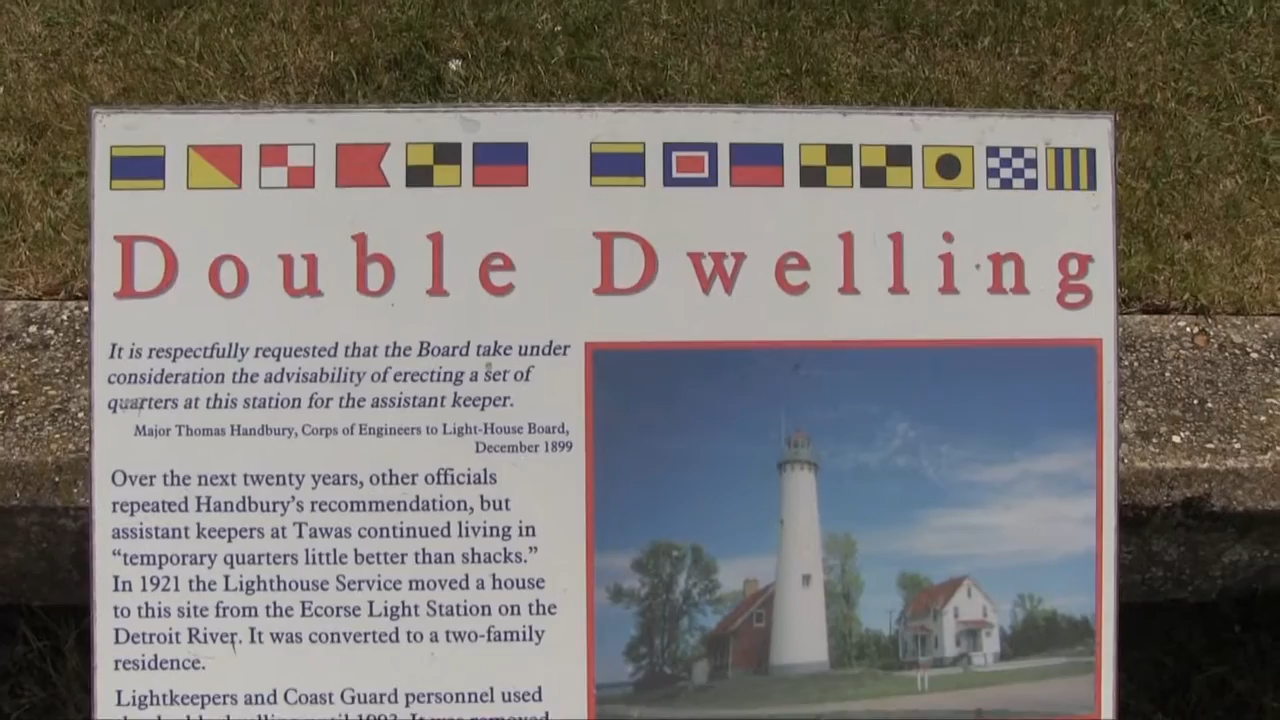 Double Dwelling
It is respectfully requested that the Board take under
consideration the advisability of erecting a set of
quarters at this station for the assistant keeper.
Major Thomas Handbury, Corps of Engineers to Light-House Board,
December 1899
Over the next twenty years, other officials
repeated Handbury's recommendation, but
assistant keepers at Tawas continued living in
"temporary quarters little better than shacks."
In 1921 the Lighthouse Service moved a house
to this site from the Ecorse Light Station on the
Detroit River. It was converted to a two-family
residence.
Lightkeepers and Coast Guard personnel used